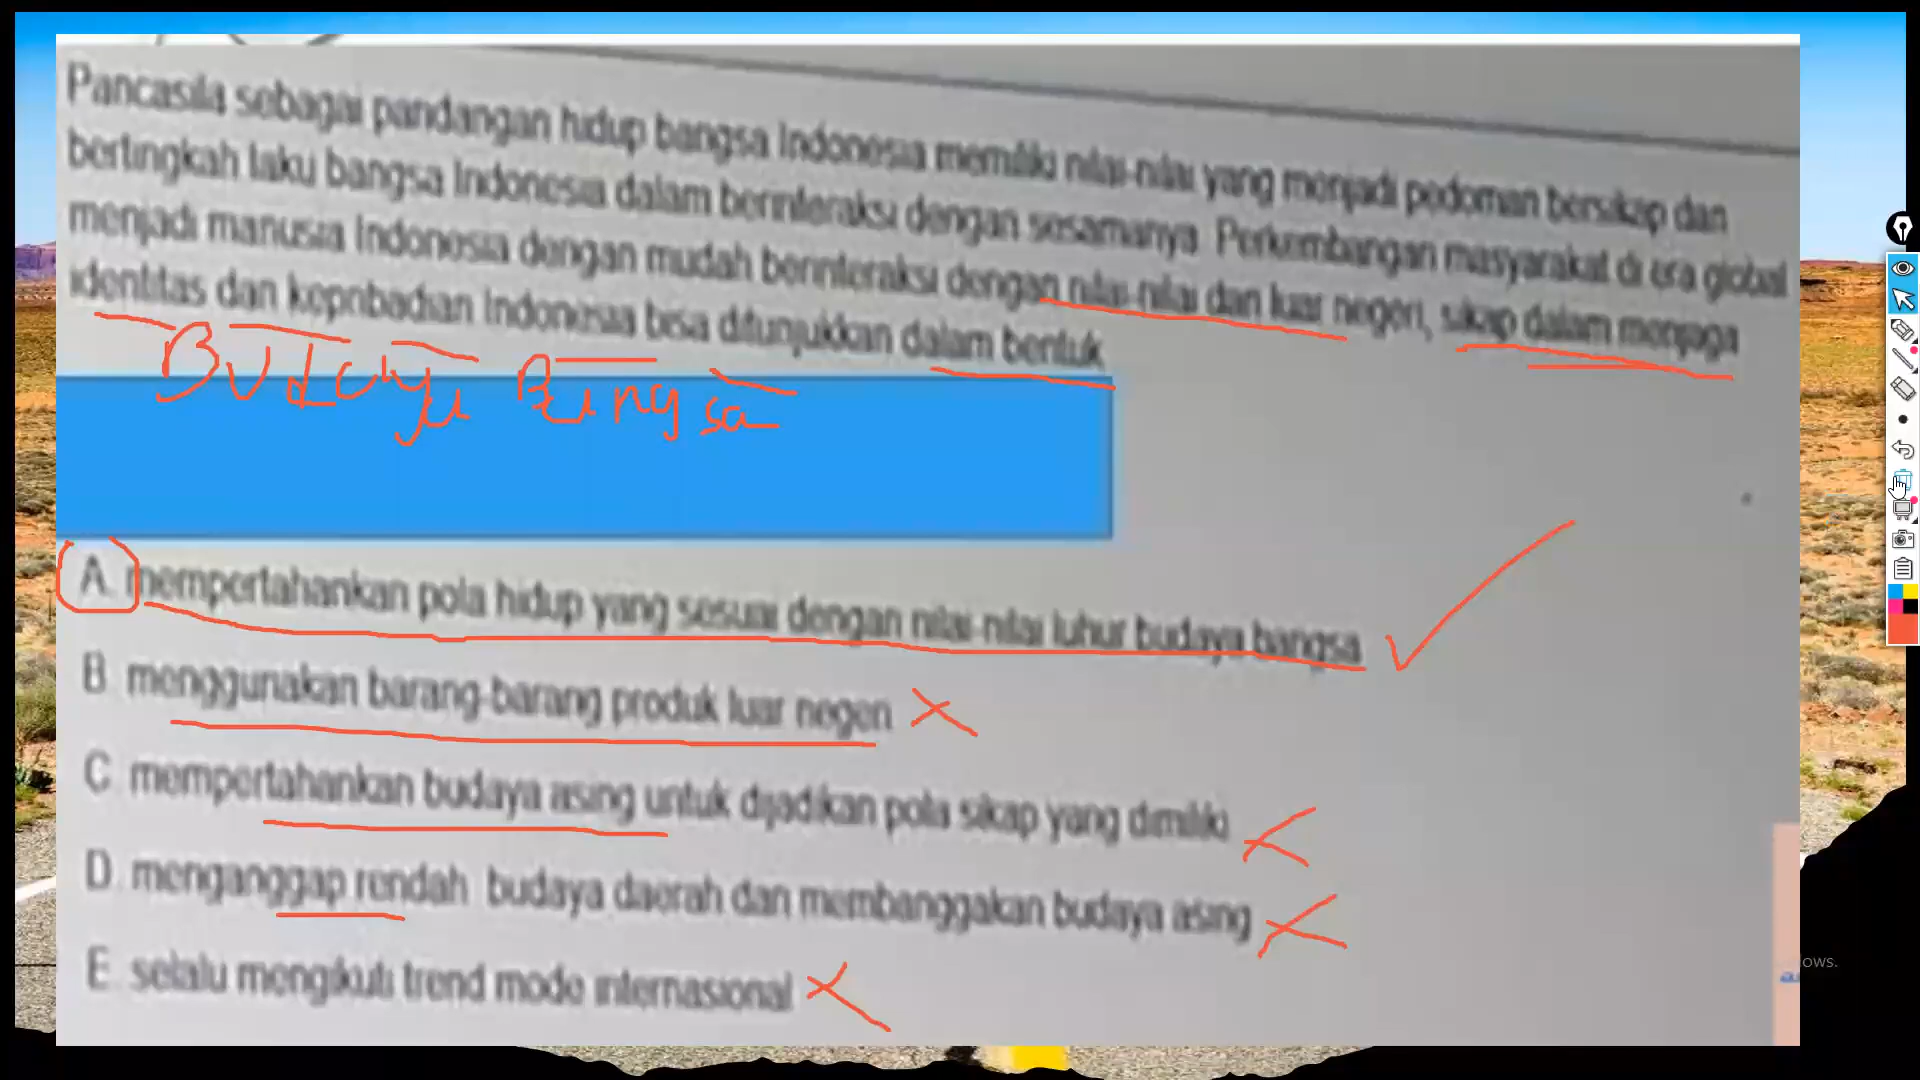 Pancasila sebagai pandangan hidup bangsa Indonesia memiliki nilai-nilai yang menjadi pedoman bersikap dan
bertingkah laku bangsa Indonesia dalam berinteraksi dengan sesamanya. Perkembangan masyarakat di era global
menjadi manusia Indonesia dengan mudah berinteraksi dengan nilai-nilai dari luar negeri, sikap dalam menjaga
identitas dan kepribadian Indonesia bisa ditunjukkan dalam bentuk
Budaya Bangsa
A. mempertahankan pola hidup yang sesuai dengan nilai-nilai luhur budaya bangsa
B. menggunakan barang-barang produk luar negeri
C. mempertahankan budaya asing untuk dijadikan pola sikap yang dimiliki
D. menganggap rendah budaya daerah dan membanggakan budaya asing
E. selalu mengikuti trend mode internasional
ows.